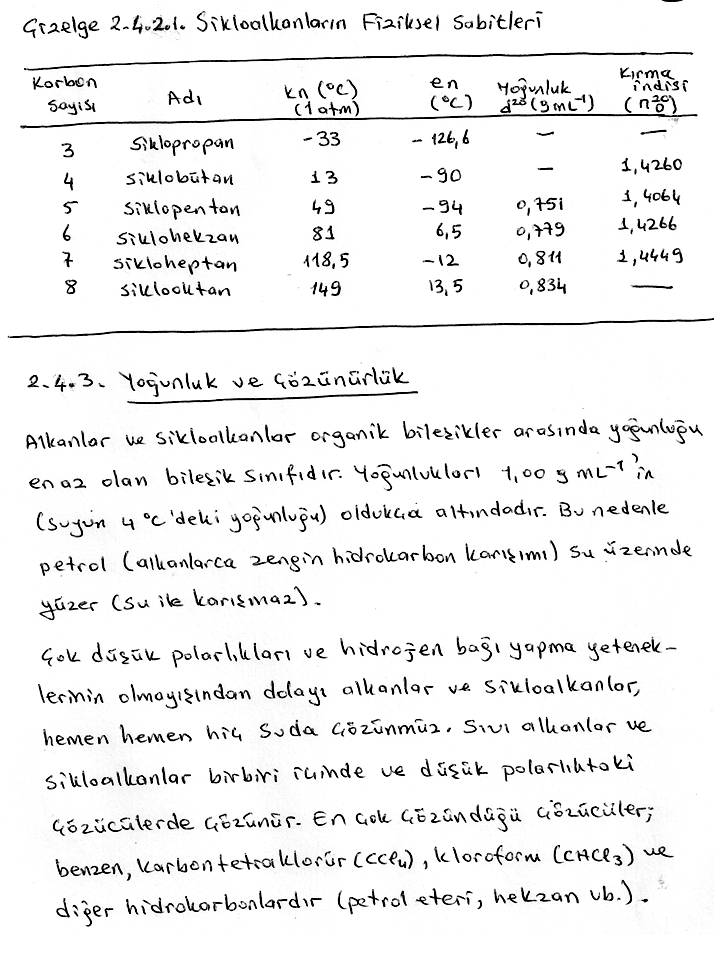 Çizelge 2.4.2.1. Sikloalkanların Fiziksel Sabitleri
Karbon Sayısı Adı kn (°C) (1 atm) en (°C) Yoğunluk d²⁰ (g mL⁻¹) Kırma indisi (n_D²⁰)
3 Siklopropan -33 -126,6 — —
4 siklobütan 13 -90 — 1,4260
5 siklopentan 49 -94 0,751 1,4064
6 siklohekzan 81 6,5 0,779 1,4266
7 sikloheptan 118,5 -12 0,811 1,4449
8 siklooktan 149 13,5 0,834 —
2.4.3. Yoğunluk ve Çözünürlük
Alkanlar ve sikloalkanlar organik bileşikler arasında yoğunluğu
en az olan bileşik sınıfıdır. Yoğunlukları 1,00 g mL⁻¹'in
(suyun 4 °C'deki yoğunluğu) oldukça altındadır. Bu nedenle
petrol (alkanlarca zengin hidrokarbon karışımı) su üzerinde
yüzer (su ile karışmaz).
Çok düşük polarlıkları ve hidrojen bağı yapma yetenek-
lerinin olmayışından dolayı alkanlar ve sikloalkanlar,
hemen hemen hiç suda çözünmüz. Sıvı alkanlar ve
sikloalkanlar birbiri içinde ve düşük polarlıktaki
çözücülerde çözünür. En çok çözündüğü çözücüler;
benzen, karbontetraklorür (CCl₄), kloroform (CHCl₃) ve
diğer hidrokarbonlardır (petrol eteri, hekzan vb.).